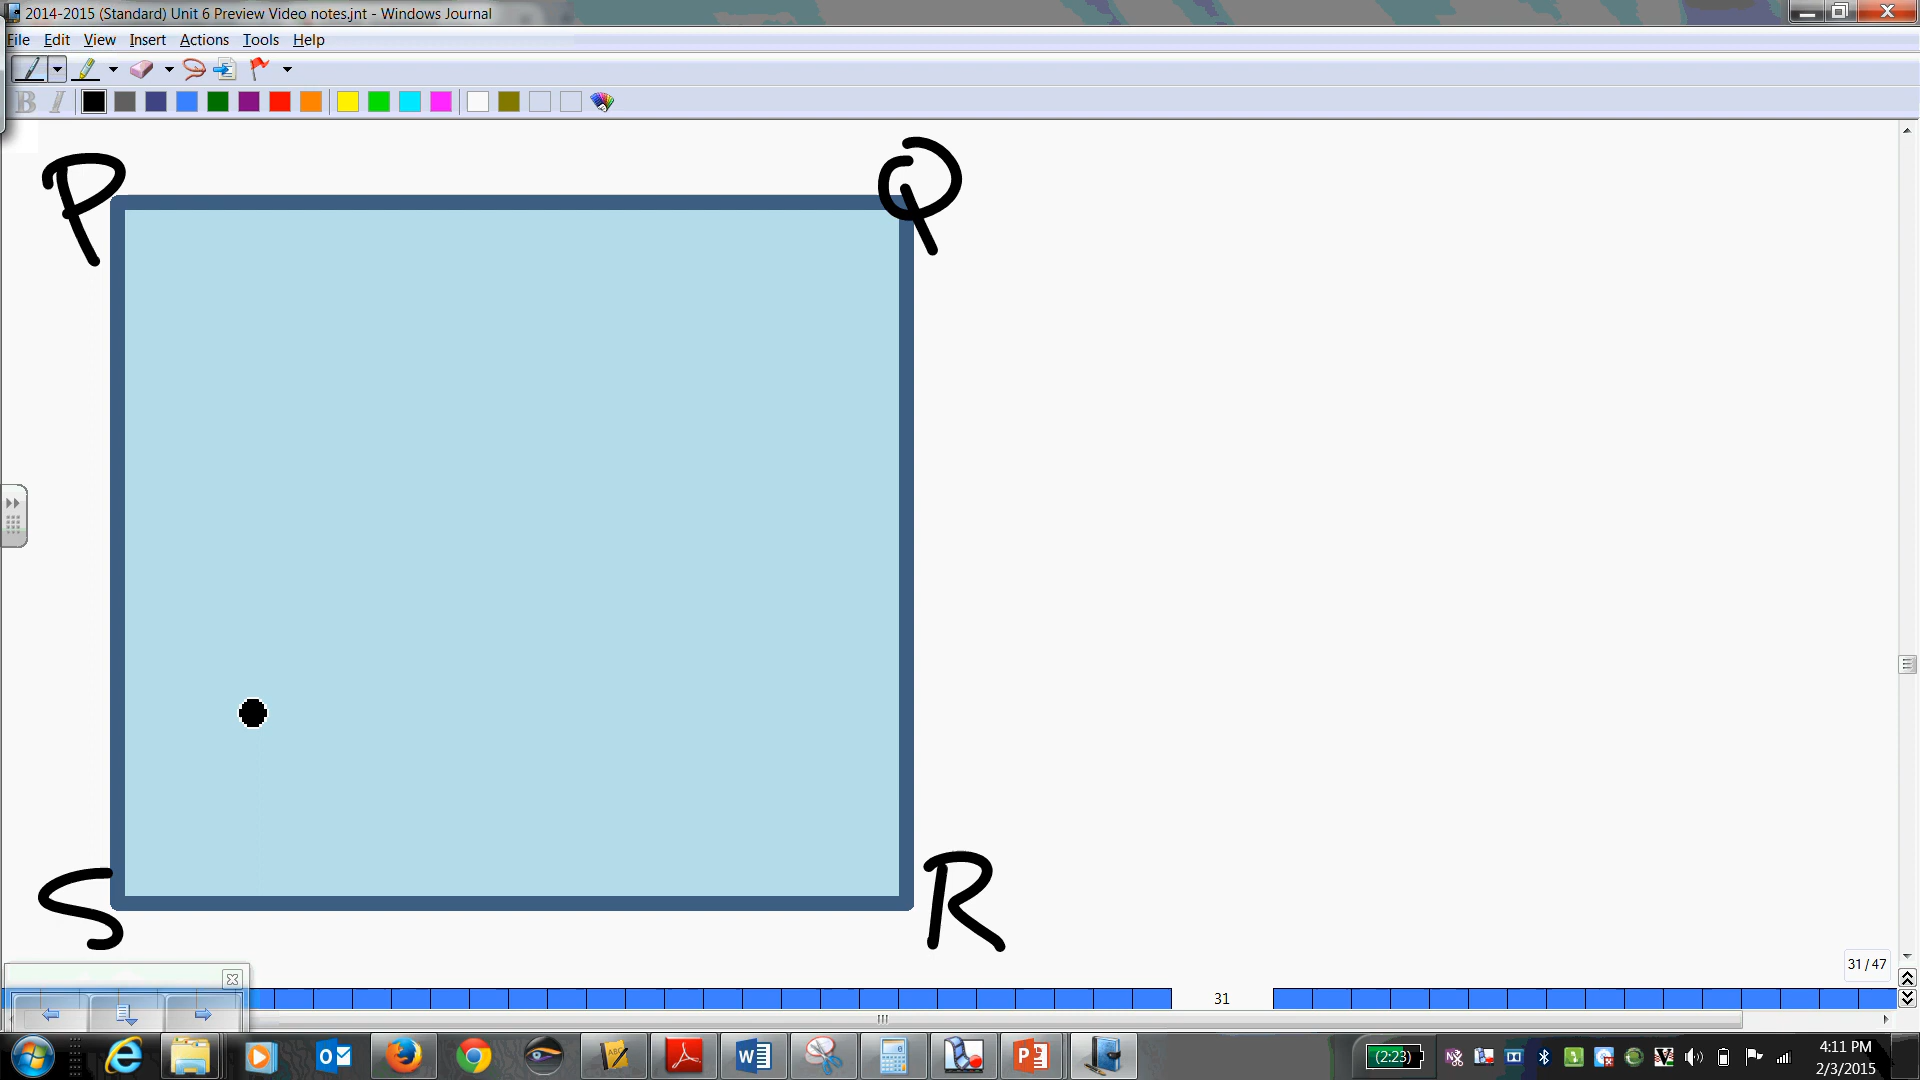 2014-2015 (Standard) Unit 6 Preview Video notes.jnt - Windows Journal
File Edit View Insert Actions Tools Help
B I
P Q
S R
31 / 47
31
(2:23)
4:11 PM
2/3/2015